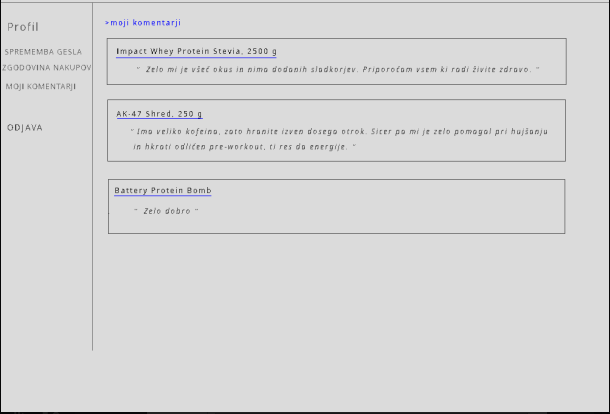 Profil
SPREMEMBA GESLA
ZGODOVINA NAKUPOV
MOJI KOMENTARJI
ODJAVA
>moji komentarji
Impact Whey Protein Stevia, 2500 g
" Zelo mi je všeč okus in nima dodanih sladkorjev. Priporočam vsem ki radi živite zdravo. "
AK-47 Shred, 250 g
" Ima veliko kofeina, zato hranite izven dosega otrok. Sicer pa mi je zelo pomagal pri hujšanju
in hkrati odličen pre-workout, ti res da energije. "
Battery Protein Bomb
" Zelo dobro "